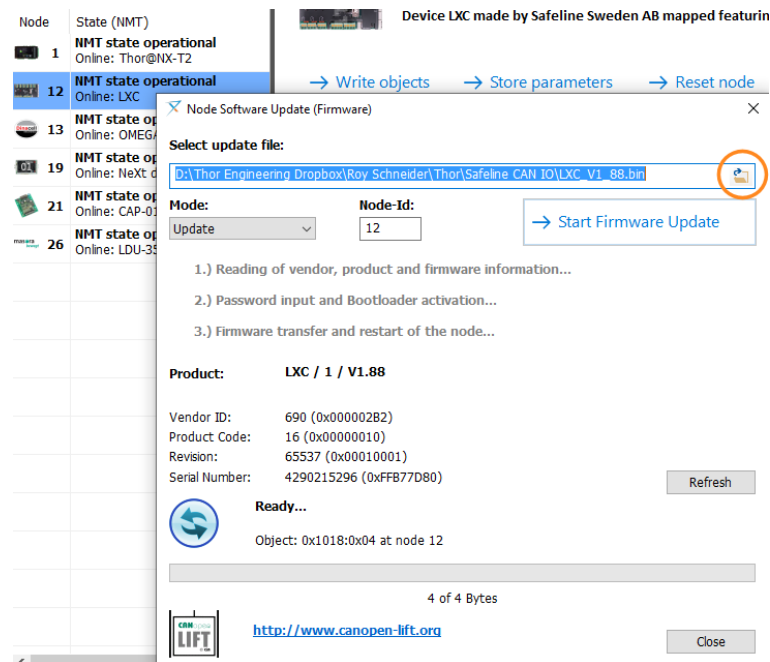 Device LXC made by Safeline Sweden AB mapped featurin
Node State (NMT)
1 NMT state operational
Online: Thor@NX-T2
12 NMT state operational
Online: LXC
→ Write objects → Store parameters → Reset node
13 NMT state op
Online: OMEGA
19 NMT state op
Online: NeXt d
21 NMT state op
Online: CAP-01
26 NMT state op
Online: LDU-35
Node Software Update (Firmware)
Select update file:
D:\Thor Engineering Dropbox\Roy Schneider\Thor\Safeline CAN IO\LXC_V1_88.bin
Mode: Node-Id:
Update 12 → Start Firmware Update
1.) Reading of vendor, product and firmware information...
2.) Password input and Bootloader activation...
3.) Firmware transfer and restart of the node...
Product: LXC / 1 / V1.88
Vendor ID: 690 (0x000002B2)
Product Code: 16 (0x00000010)
Revision: 65537 (0x00010001)
Serial Number: 4290215296 (0xFFB77D80)
Refresh
Ready...
Object: 0x1018:0x04 at node 12
4 of 4 Bytes
CAN
LIFT
http://www.canopen-lift.org
Close